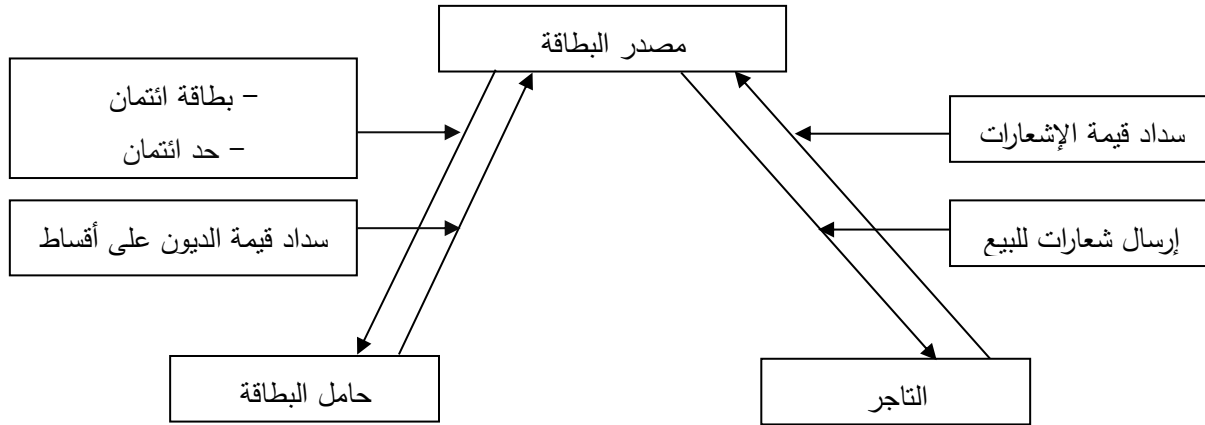 مصدر البطاقة
– بطاقة ائتمان
– حد ائتمان
سداد قيمة الإشعارات
سداد قيمة الديون على أقساط
إرسال شعارات للبيع
حامل البطاقة
التاجر